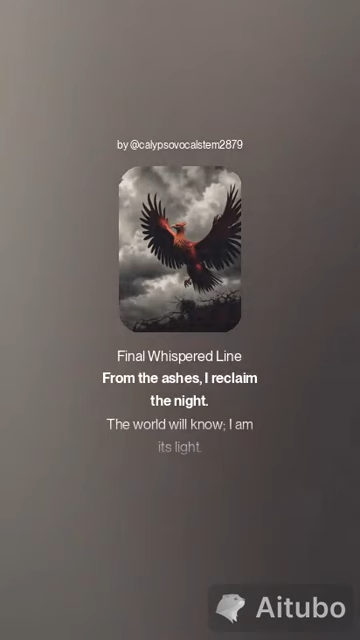 by @calypsovocalstem2879
Final Whispered Line
From the ashes, I reclaim
the night.
The world will know; I am
its light.
Aitubo